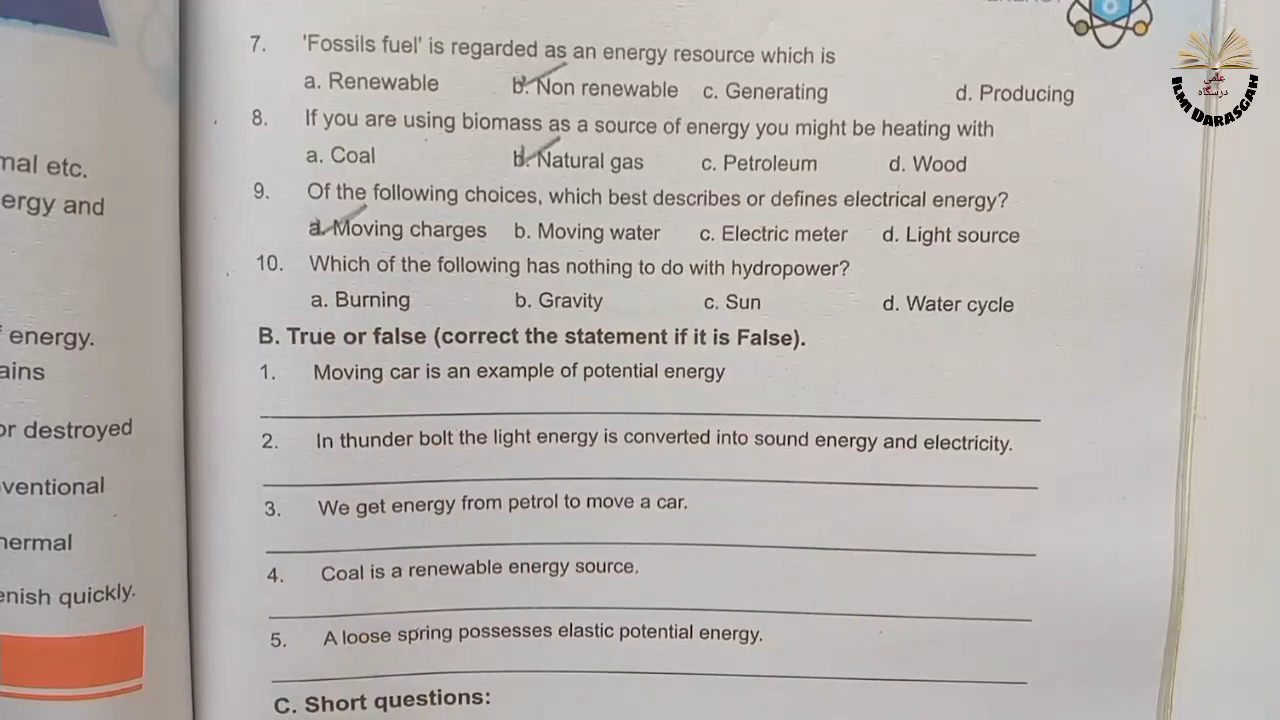 7. 'Fossils fuel' is regarded as an energy resource which is
a. Renewable b. Non renewable c. Generating d. Producing
8. If you are using biomass as a source of energy you might be heating with
a. Coal b. Natural gas c. Petroleum d. Wood
9. Of the following choices, which best describes or defines electrical energy?
a. Moving charges b. Moving water c. Electric meter d. Light source
10. Which of the following has nothing to do with hydropower?
a. Burning b. Gravity c. Sun d. Water cycle
B. True or false (correct the statement if it is False).
1. Moving car is an example of potential energy
2. In thunder bolt the light energy is converted into sound energy and electricity.
3. We get energy from petrol to move a car.
4. Coal is a renewable energy source.
5. A loose spring possesses elastic potential energy.
C. Short questions:
mal etc.
ergy and
energy.
ains
or destroyed
ventional
hermal
enish quickly.
علمی
درسگاہ
ILMI DARASGAH